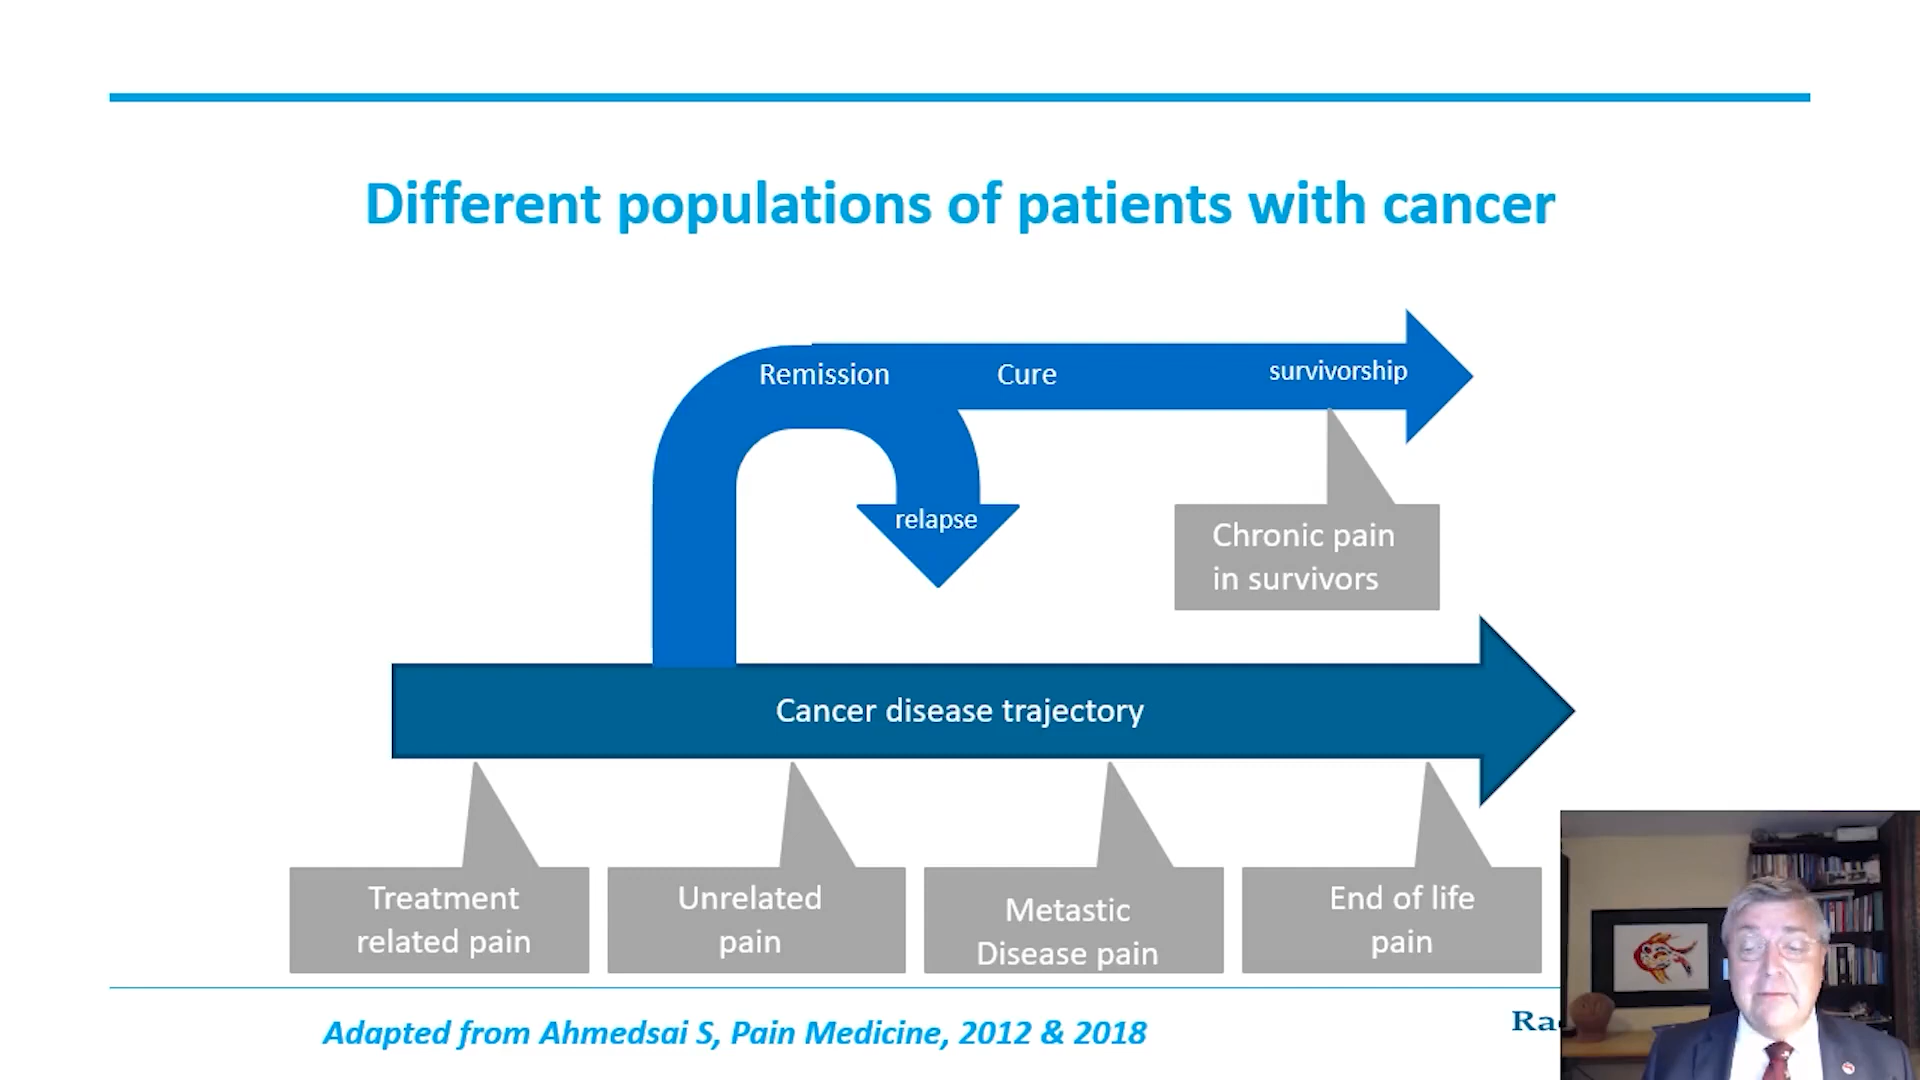 Different populations of patients with cancer
Remission
Cure
survivorship
relapse
Chronic pain
in survivors
Cancer disease trajectory
Treatment
related pain
Unrelated
pain
Metastic
Disease pain
End of life
pain
Adapted from Ahmedsai S, Pain Medicine, 2012 & 2018